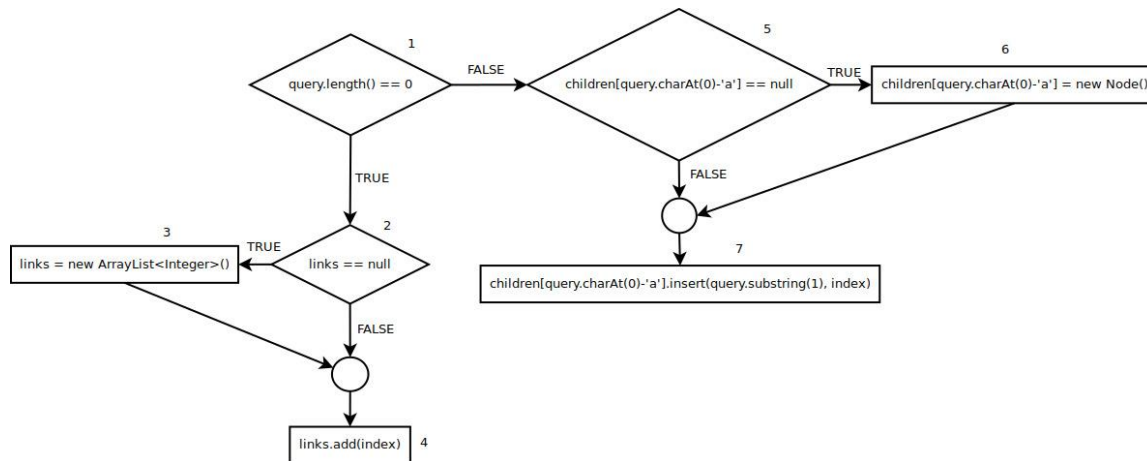 1
query.length() == 0
FALSE
5
children[query.charAt(0)-'a'] == null
TRUE
6
children[query.charAt(0)-'a'] = new Node()
TRUE
FALSE
2
links == null
TRUE
3
links = new ArrayList<Integer>()
FALSE
7
children[query.charAt(0)-'a'].insert(query.substring(1), index)
links.add(index)
4